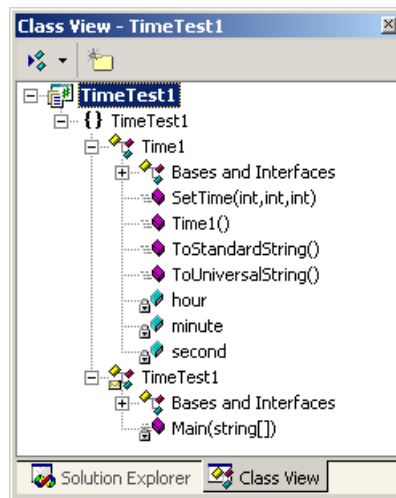 Class View - TimeTest1
TimeTest1
{} TimeTest1
Time1
Bases and Interfaces
SetTime(int,int,int)
Time1()
ToStandardString()
ToUniversalString()
hour
minute
second
TimeTest1
Bases and Interfaces
Main(string[])
Solution Explorer Class View